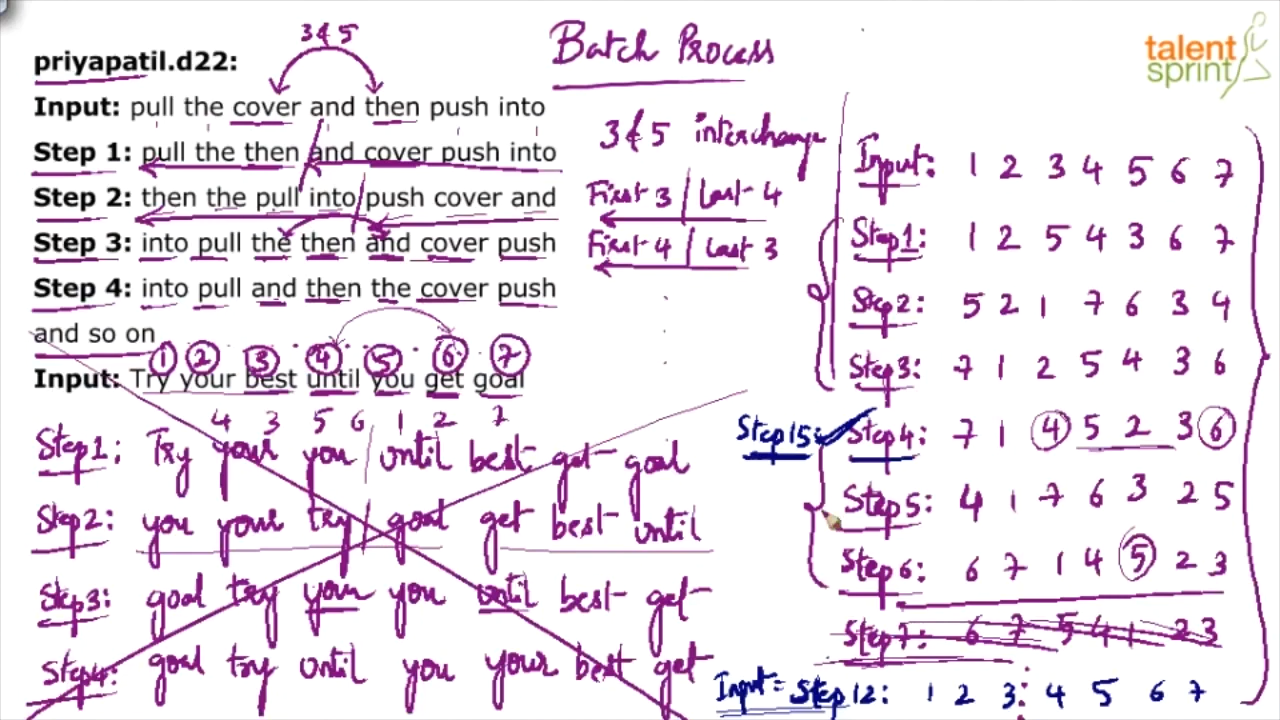 3 & 5
Batch Process
talent
sprint
priyapatil.d22:
Input: pull the cover and then push into
Step 1: pull the then and cover push into
Step 2: then the pull into push cover and
Step 3: into pull the then and cover push
Step 4: into pull and then the cover push
and so on
1 2 3 4 5 6 7
Input: Try your best until you get goal
4 3 5 6 1 2 7
Step1: Try your you until best get goal
Step2: you your try goal get best until
Step3: goal try your you until best get
Step4: goal try until you your best get
3 & 5 interchange
First 3 | Last 4
First 4 | Last 3
Input: 1 2 3 4 5 6 7
Step1: 1 2 5 4 3 6 7
Step2: 5 2 1 7 6 3 4
Step3: 7 1 2 5 4 3 6
Step15: Step4: 7 1 4 5 2 3 6
Step5: 4 1 7 6 3 2 5
Step6: 6 7 1 4 5 2 3
Step7: 6 7 5 4 1 2 3
Input = Step12: 1 2 3 4 5 6 7